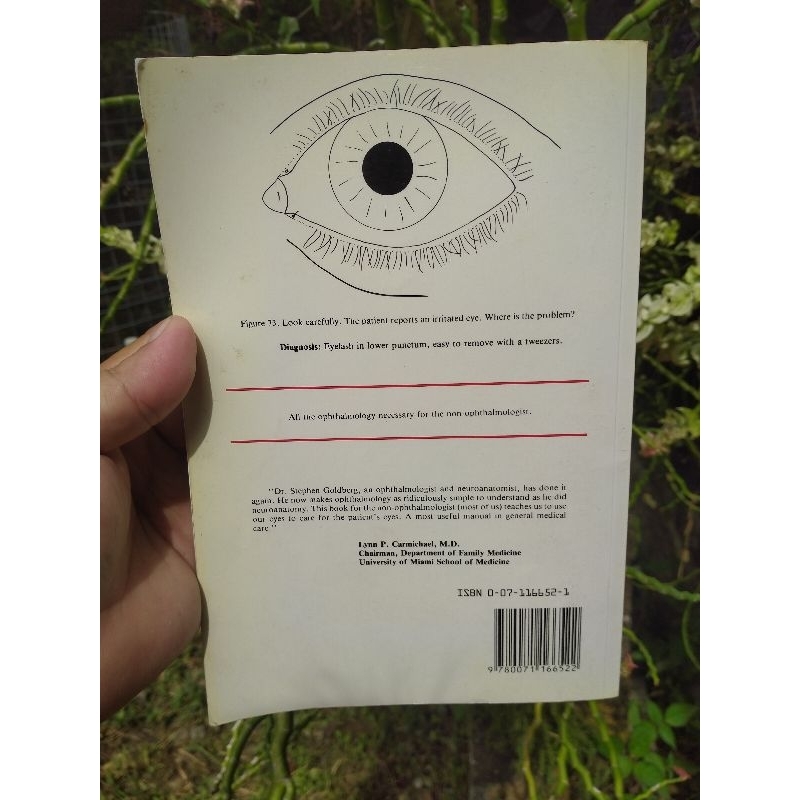 Figure 73. Look carefully. The patient reports an irritated eye. Where is the problem?
Diagnosis: Eyelash in lower punctum, easy to remove with a tweezers.
All the ophthalmology necessary for the non-ophthalmologist.
"Dr. Stephen Goldberg, an ophthalmologist and neuroanatomist, has done it
again. He now makes ophthalmology as ridiculously simple to understand as he did
neuroanatomy. This book for the non-ophthalmologist (most of us) teaches us to use
our eyes to care for the patient's eyes. A most useful manual in general medical
care."
Lynn P. Carmichael, M.D.
Chairman, Department of Family Medicine
University of Miami School of Medicine
ISBN 0-07-116652-1
9 780071 166522